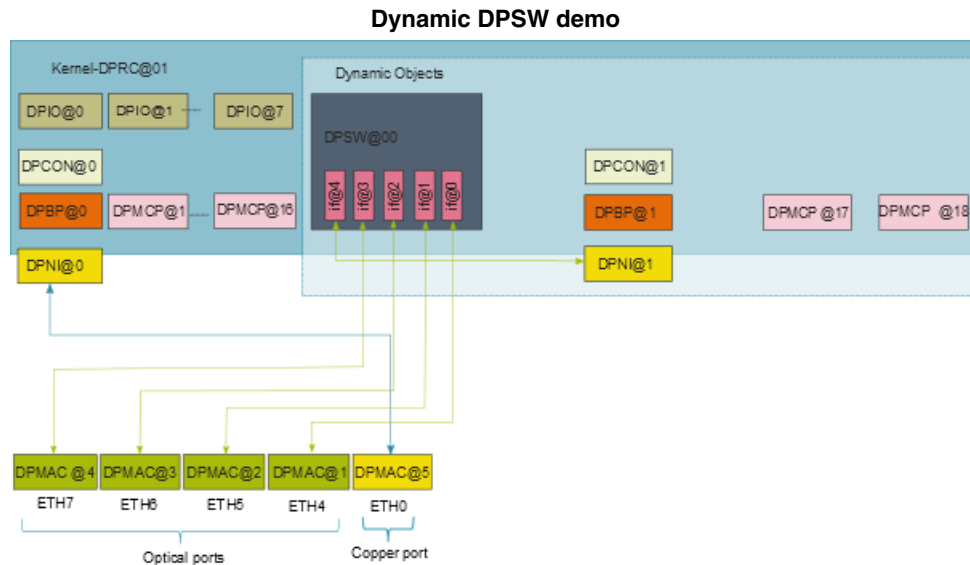 Dynamic DPSW demo
Kernel-DPRC@01
Dynamic Objects
DPIO@0
DPIO@1
DPIO@7
DPSW@00
DPCON@0
DPCON@1
if@4
if@3
if@2
if@1
if@0
DPBP@0
DPMCP@1
DPMCP@16
DPBP@1
DPMCP @17
DPMCP @18
DPNI@0
DPNI@1
DPMAC @4
DPMAC@3
DPMAC@2
DPMAC@1
DPMAC@5
ETH7
ETH6
ETH5
ETH4
ETH0
Optical ports
Copper port